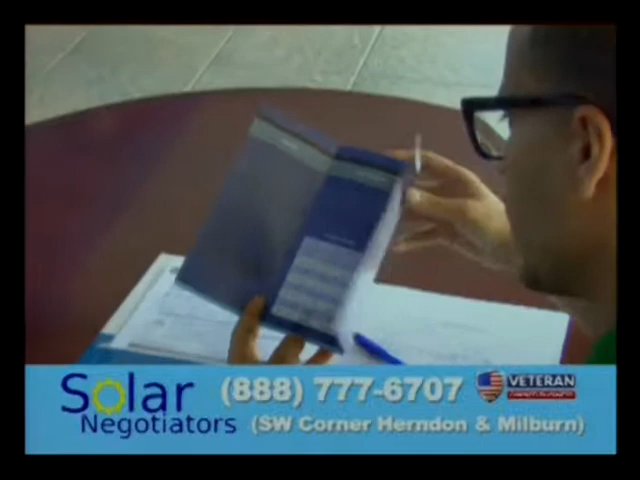 Solar
Negotiators
(888) 777-6707
VETERAN
(SW Corner Herndon & Milburn)